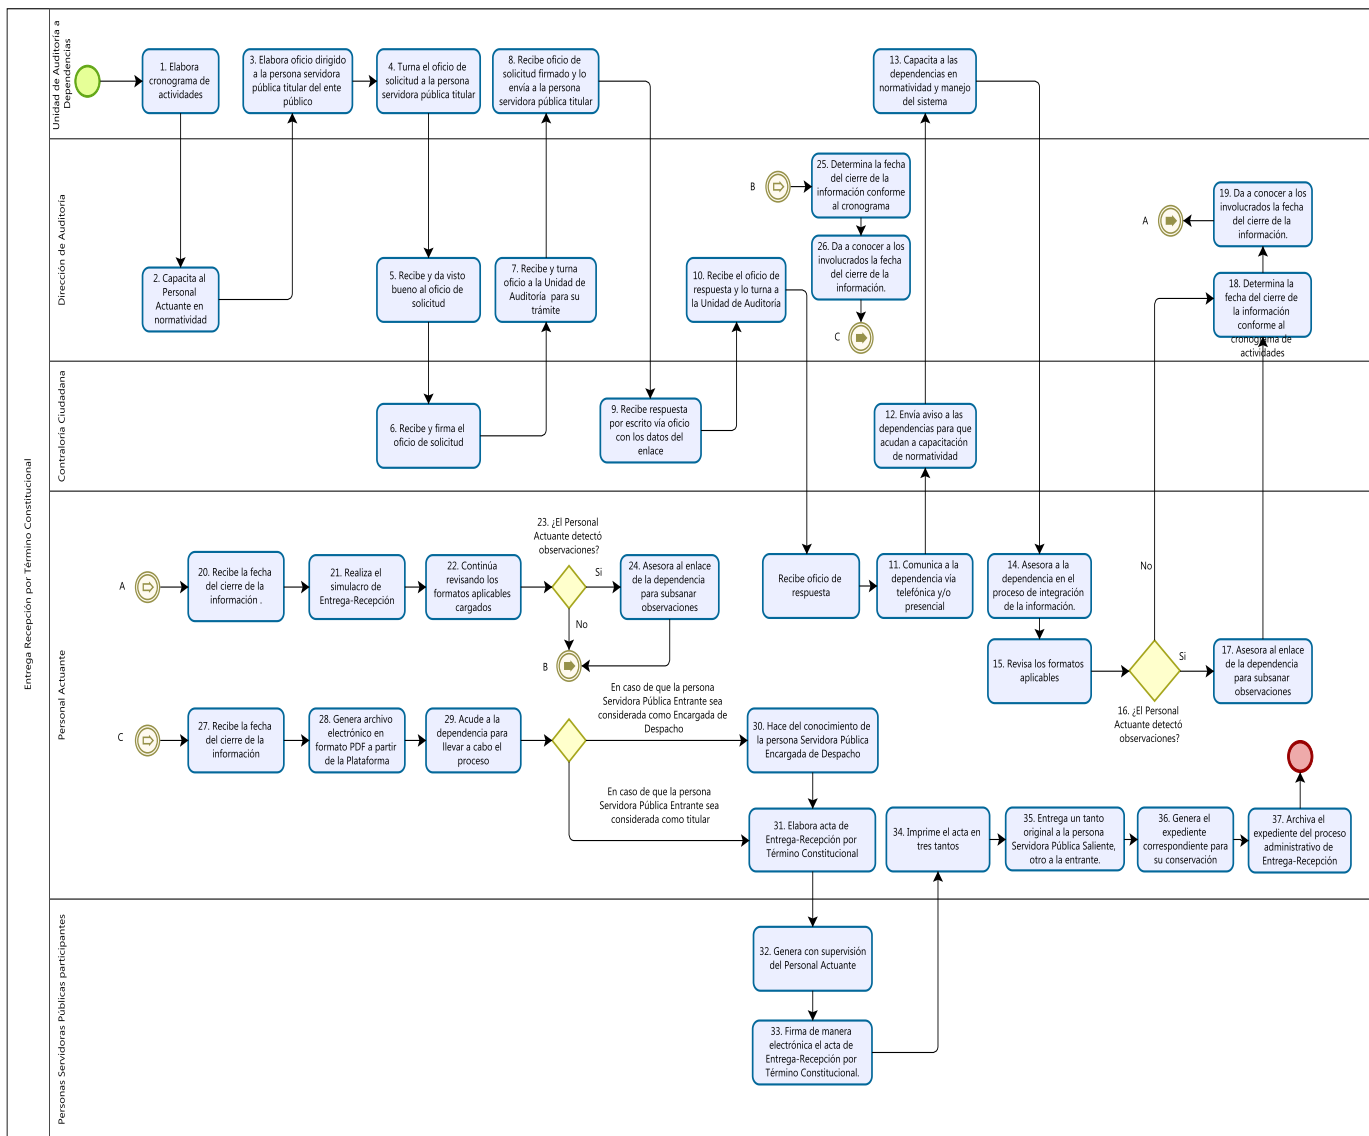 Entrega Recepción por Término Constitucional
Unidad de Auditoría a
Dependencias
1. Elabora
cronograma de
actividades
3. Elabora oficio dirigido
a la persona servidora
pública titular del ente
público
4. Turna el oficio de
solicitud a la persona
servidora pública titular
8. Recibe oficio de
solicitud firmado y lo
envía a la persona
servidora pública titular
13. Capacita a las
dependencias en
normatividad y manejo
del sistema
Dirección de Auditoría
2. Capacita al
Personal
Actuante en
normatividad
5. Recibe y da visto
bueno al oficio de
solicitud
7. Recibe y turna
oficio a la Unidad de
Auditoría para su
trámite
10. Recibe el oficio de
respuesta y lo turna a
la Unidad de Auditoría
B
25. Determina la fecha
del cierre de la
información conforme
al cronograma
26. Da a conocer a los
involucrados la fecha
del cierre de la
información.
C
A
19. Da a conocer a los
involucrados la fecha
del cierre de la
información.
18. Determina la
fecha del cierre de
la información
conforme al
cronograma de
actividades
Contraloría Ciudadana
6. Recibe y firma el
oficio de solicitud
9. Recibe respuesta
por escrito vía oficio
con los datos del
enlace
12. Envía aviso a las
dependencias para que
acudan a capacitación
de normatividad
Personal Actuante
A
20. Recibe la fecha
del cierre de la
información .
21. Realiza el
simulacro de
Entrega-Recepción
22. Continúa
revisando los
formatos aplicables
cargados
23. ¿El Personal
Actuante detectó
observaciones?
Si
No
B
24. Asesora al enlace
de la dependencia
para subsanar
observaciones
Recibe oficio de
respuesta
11. Comunica a la
dependencia vía
telefónica y/o
presencial
14. Asesora a la
dependencia en el
proceso de integración
de la información.
15. Revisa los formatos
aplicables
No
Si
16. ¿El Personal
Actuante detectó
observaciones?
17. Asesora al enlace
de la dependencia
para subsanar
observaciones
C
27. Recibe la fecha
del cierre de la
información
28. Genera archivo
electrónico en
formato PDF a partir
de la Plataforma
29. Acude a la
dependencia para
llevar a cabo el
proceso
En caso de que la persona
Servidora Pública Entrante sea
considerada como Encargada de
Despacho
En caso de que la persona
Servidora Pública Entrante sea
considerada como titular
30. Hace del conocimiento de
la persona Servidora Pública
Encargada de Despacho
31. Elabora acta de
Entrega-Recepción por
Término Constitucional
34. Imprime el acta en
tres tantos
35. Entrega un tanto
original a la persona
Servidora Pública Saliente,
otro a la entrante.
36. Genera el
expediente
correspondiente para
su conservación
37. Archiva el
expediente del proceso
administrativo de
Entrega-Recepción
Personas Servidoras Públicas participantes
32. Genera con supervisión
del Personal Actuante
33. Firma de manera
electrónica el acta de
Entrega-Recepción por
Término Constitucional.